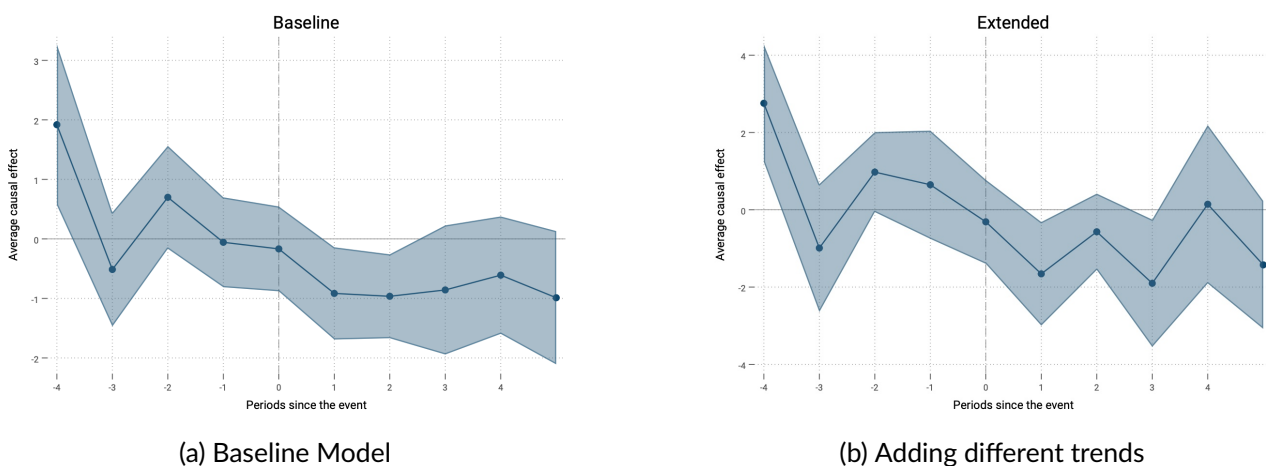 Baseline
Average causal effect
3
2
1
0
-1
-2
-4 -3 -2 -1 0 1 2 3 4
Periods since the event
(a) Baseline Model
Extended
Average causal effect
4
2
0
-2
-4
-4 -3 -2 -1 0 1 2 3 4
Periods since the event
(b) Adding different trends